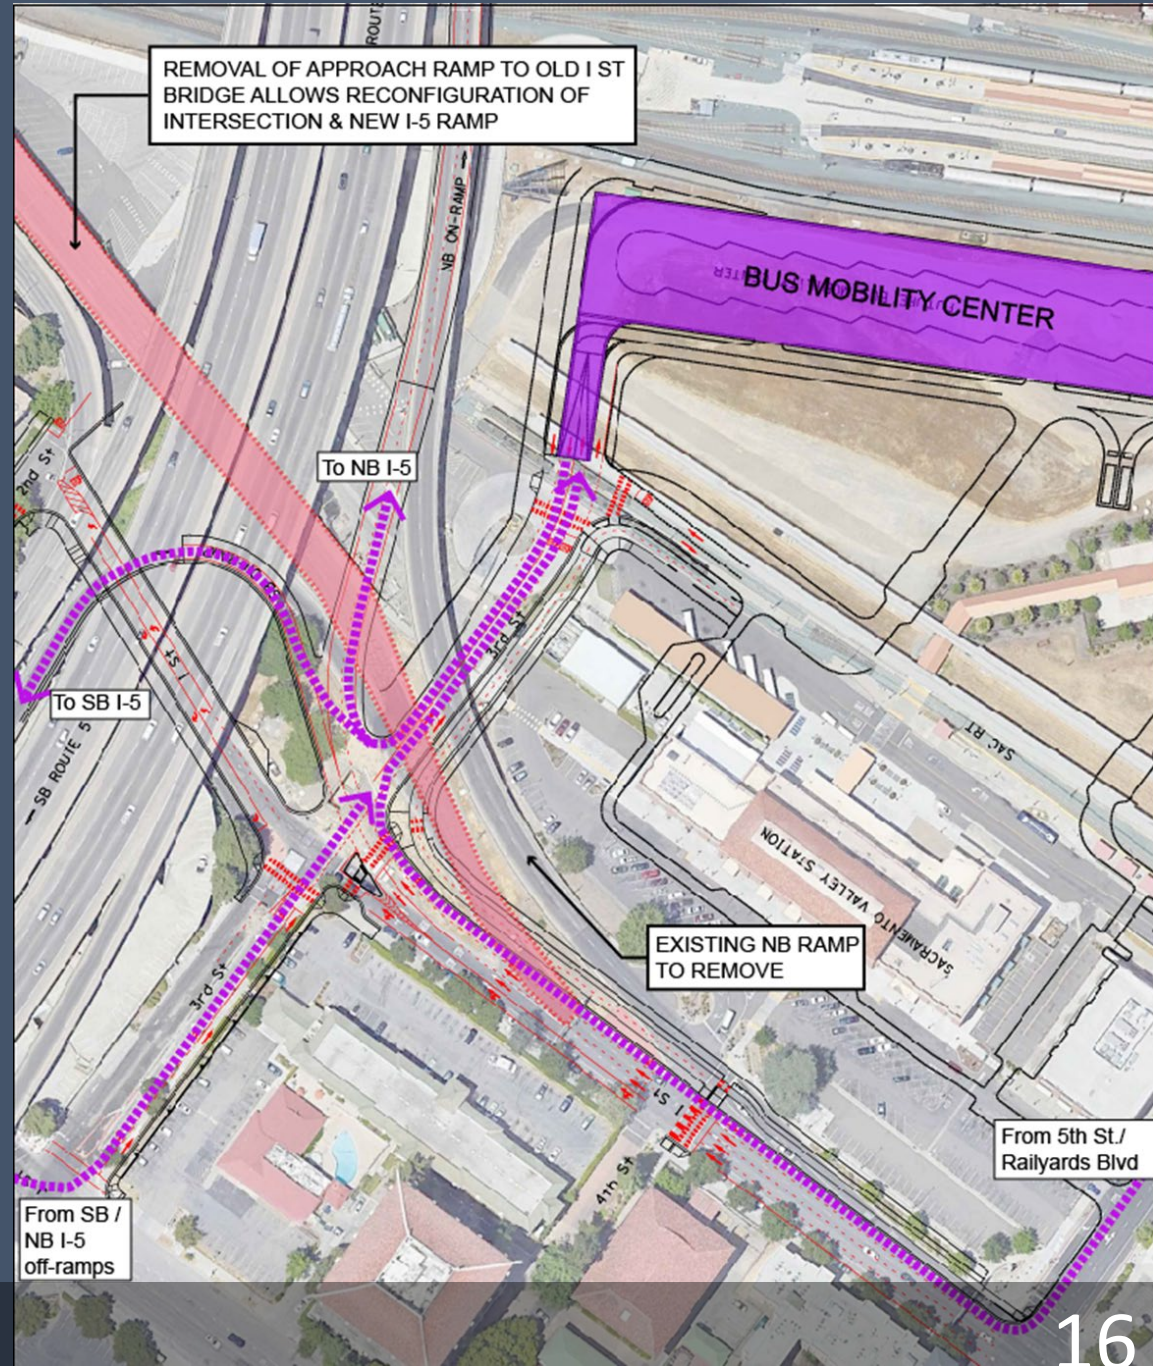 ROUTE
REMOVAL OF APPROACH RAMP TO OLD I ST
BRIDGE ALLOWS RECONFIGURATION OF
INTERSECTION & NEW I-5 RAMP
NB ON-RAMP
BUS MOBILITY CENTER
To NB I-5
2nd St
I St
3rd St
To SB I-5
SB ROUTE 5
SAC RT
SACRAMENTO VALLEY STATION
EXISTING NB RAMP
TO REMOVE
3rd St
I St
4th St
From 5th St./
Railyards Blvd
From SB /
NB I-5
off-ramps
16